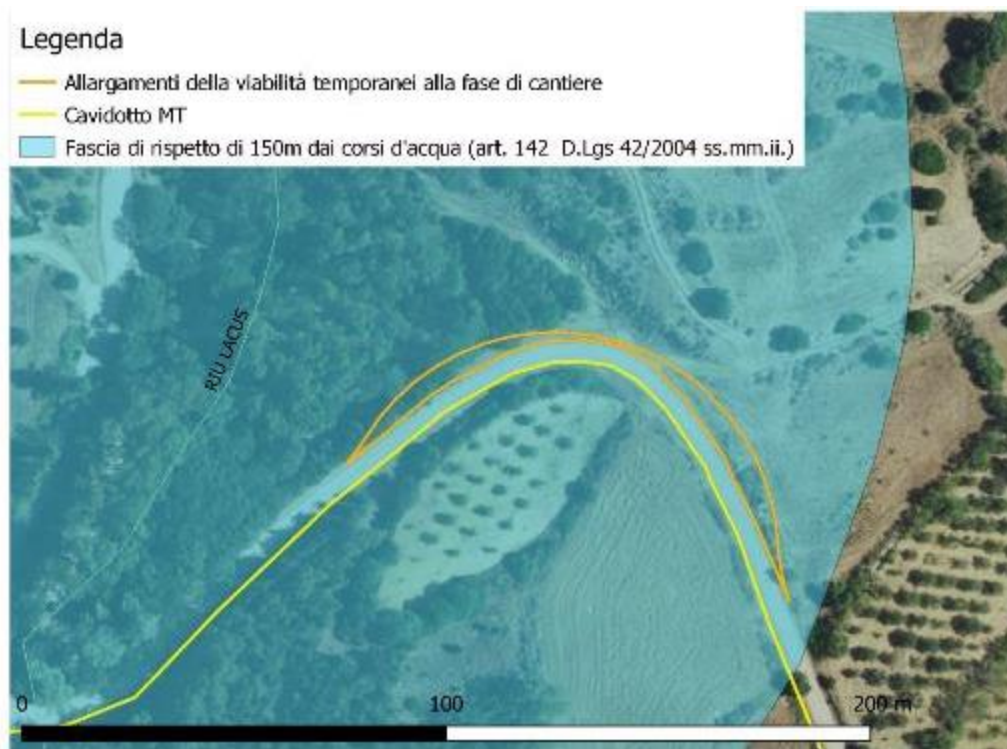 Legenda
Allargamenti della viabilità temporanei alla fase di cantiere
Cavidotto MT
Fascia di rispetto di 150m dai corsi d'acqua (art. 142 D.Lgs 42/2004 ss.mm.ii.)
RIU LACUS
0 100 200 m